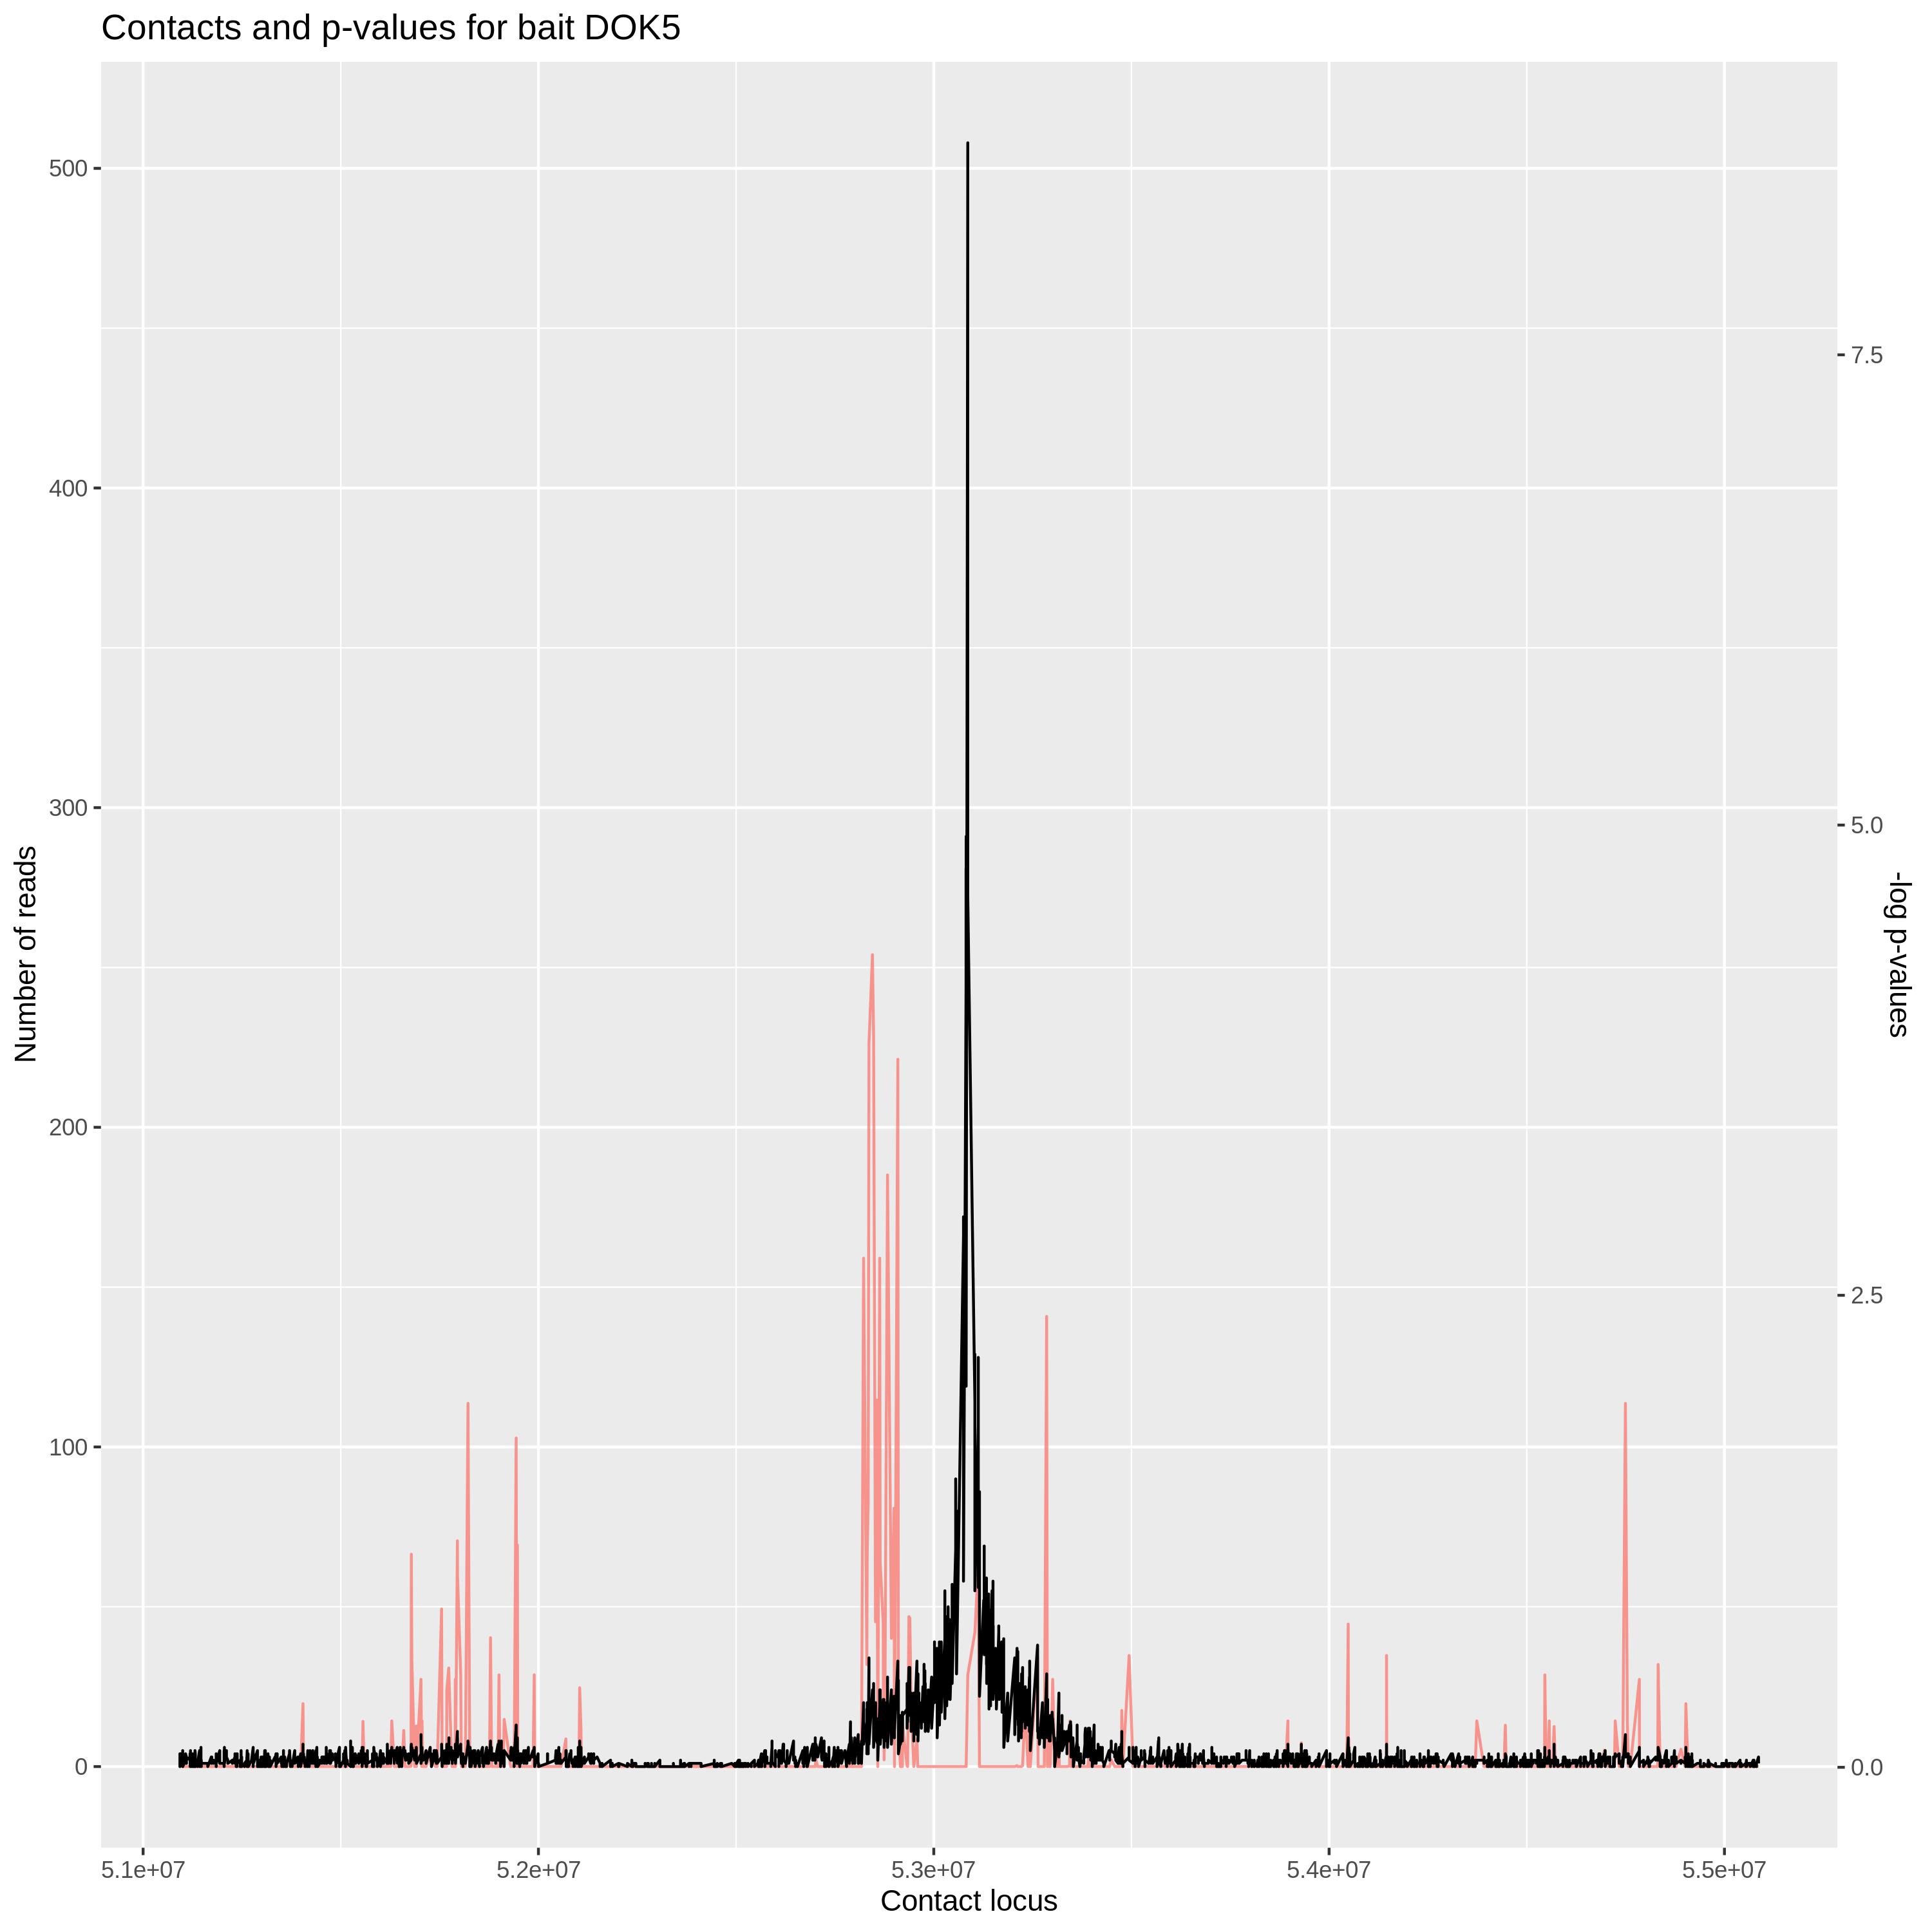 Contacts and p-values for bait DOK5
500
400
300
200
100
0
Number of reads
7.5
5.0
2.5
0.0
-log p-values
5.1e+07
5.2e+07
5.3e+07
5.4e+07
5.5e+07
Contact locus